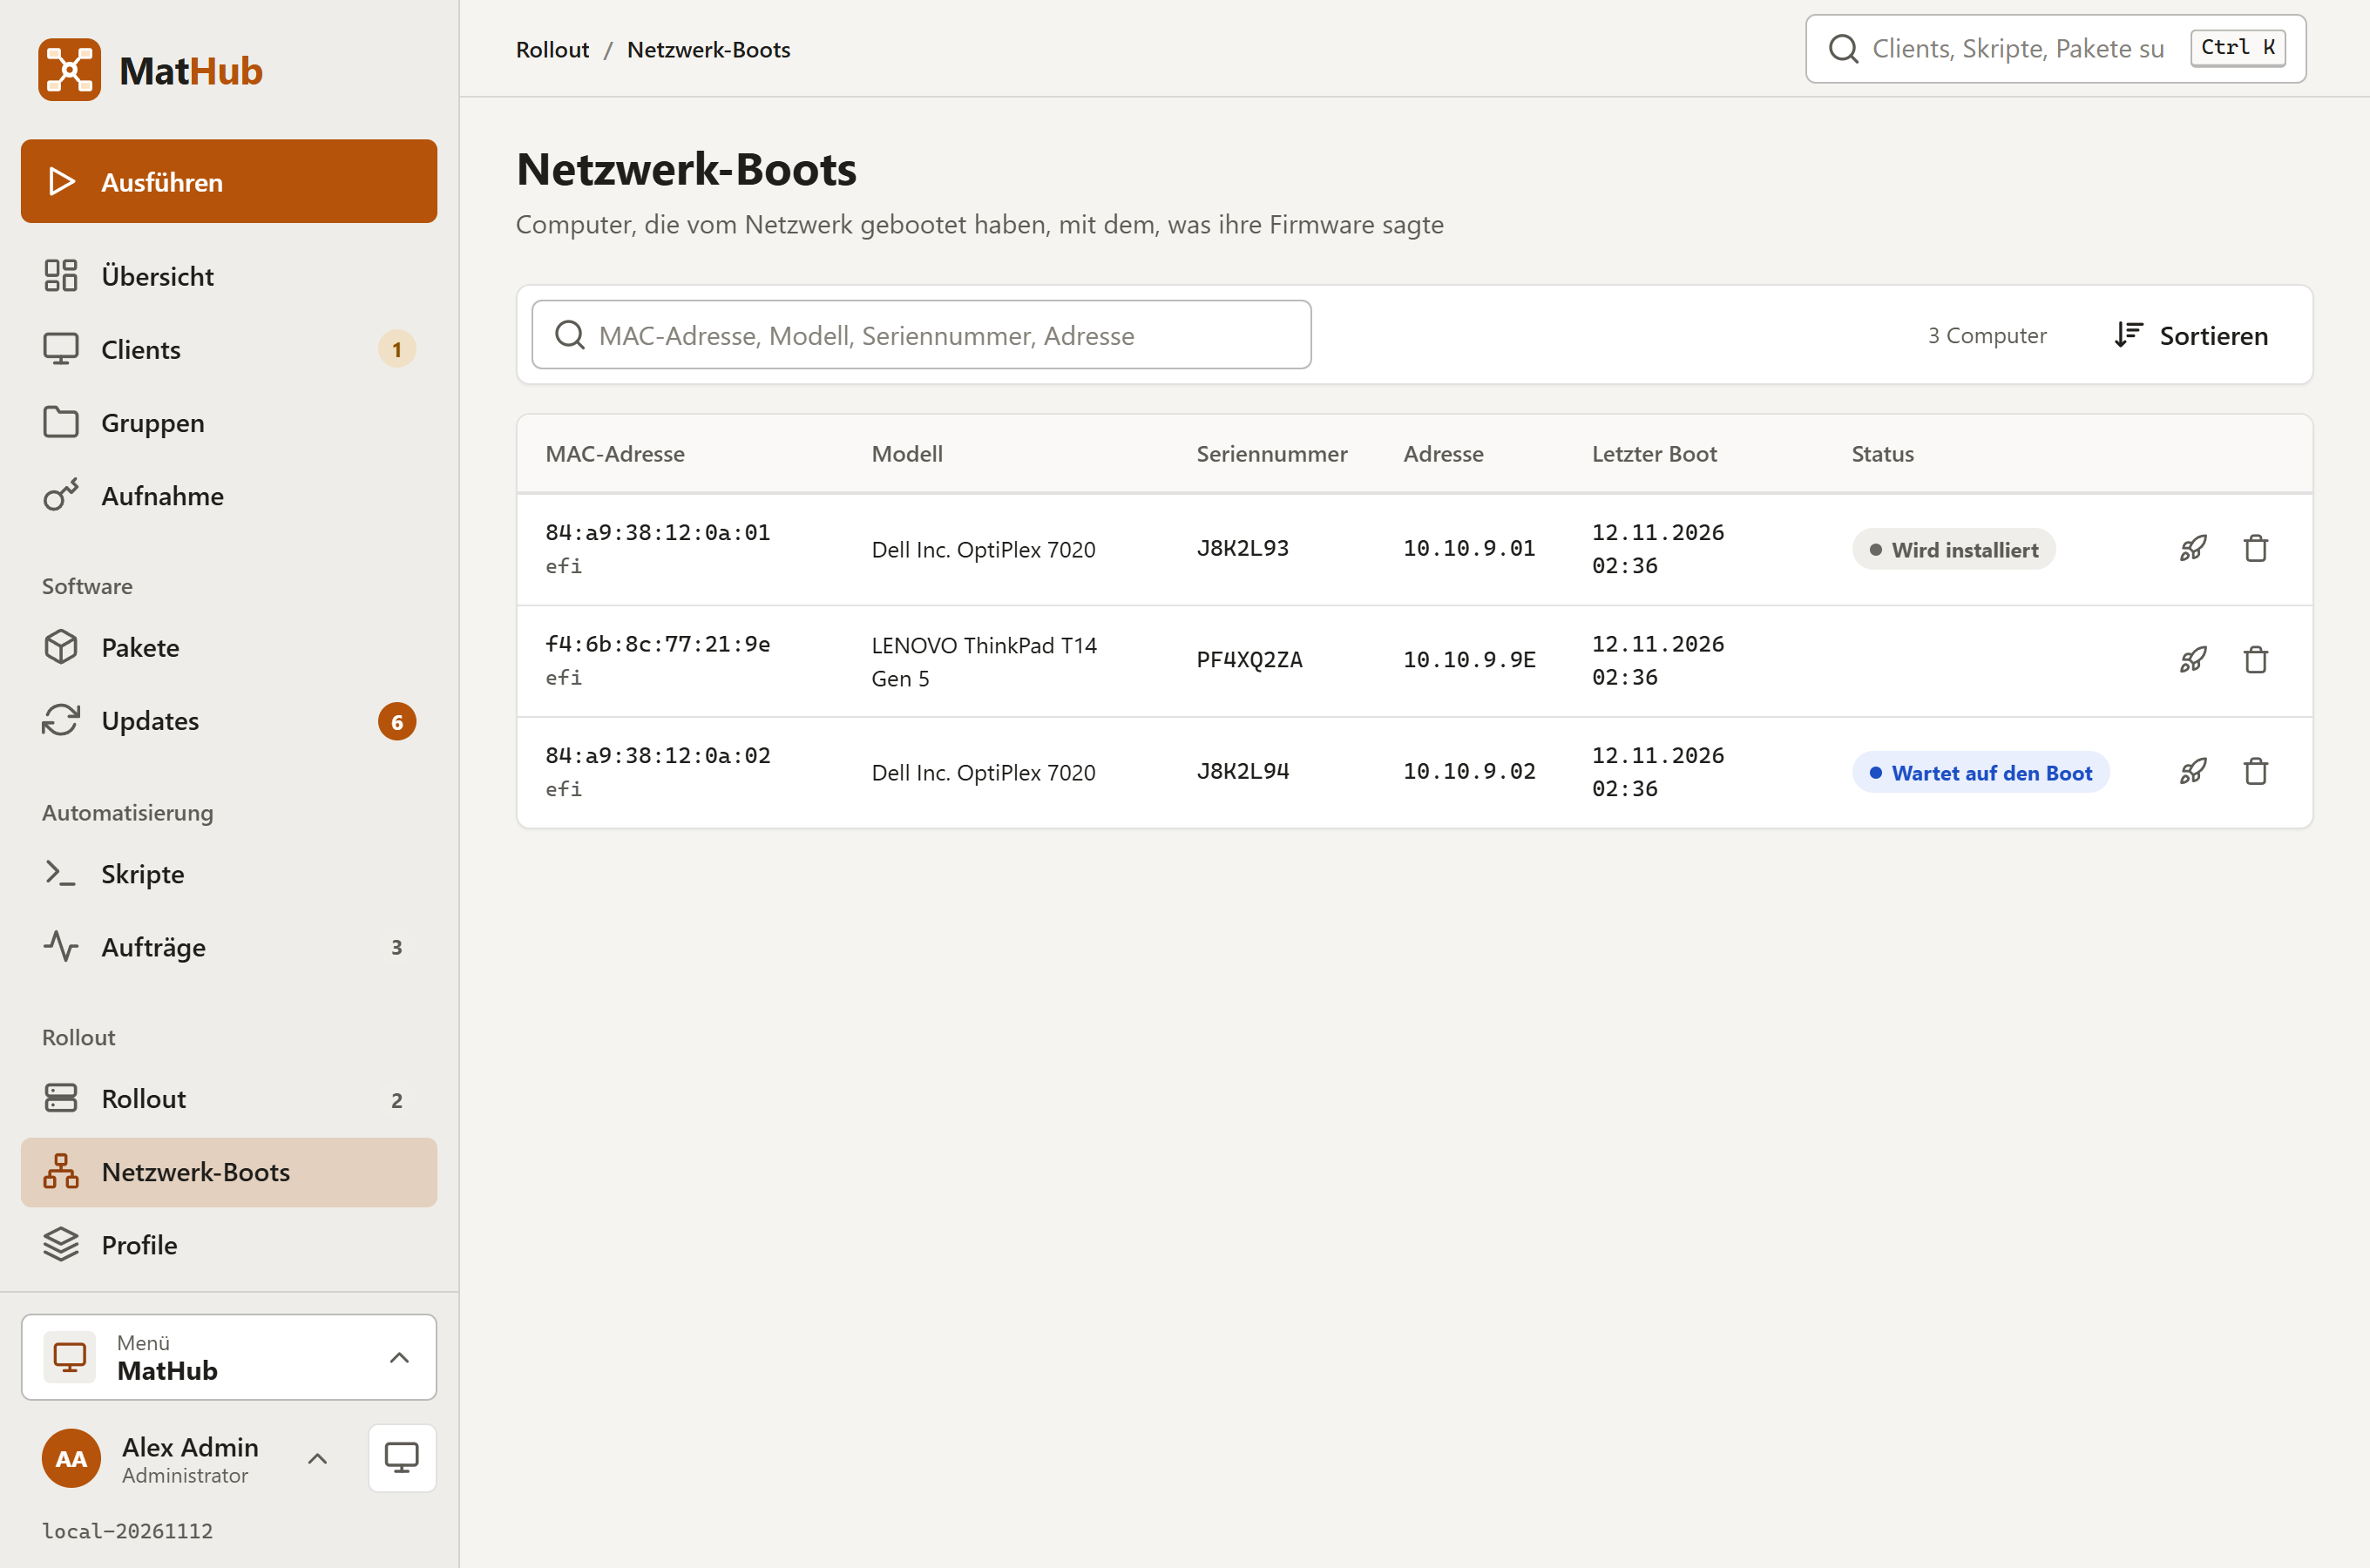 MatHub
Ausführen
Übersicht
Clients 1
Gruppen
Aufnahme
Software
Pakete
Updates 6
Automatisierung
Skripte
Aufträge 3
Rollout
Rollout 2
Netzwerk-Boots
Profile
Menü
MatHub
AA Alex Admin
Administrator
local-20261112
Rollout / Netzwerk-Boots
Clients, Skripte, Pakete su Ctrl K
Netzwerk-Boots
Computer, die vom Netzwerk gebootet haben, mit dem, was ihre Firmware sagte
MAC-Adresse, Modell, Seriennummer, Adresse 3 Computer Sortieren
MAC-Adresse Modell Seriennummer Adresse Letzter Boot Status
84:a9:38:12:0a:01 Dell Inc. OptiPlex 7020 J8K2L93 10.10.9.01 12.11.2026 Wird installiert
efi 02:36
f4:6b:8c:77:21:9e LENOVO ThinkPad T14 PF4XQ2ZA 10.10.9.9E 12.11.2026
efi Gen 5 02:36
84:a9:38:12:0a:02 Dell Inc. OptiPlex 7020 J8K2L94 10.10.9.02 12.11.2026 Wartet auf den Boot
efi 02:36